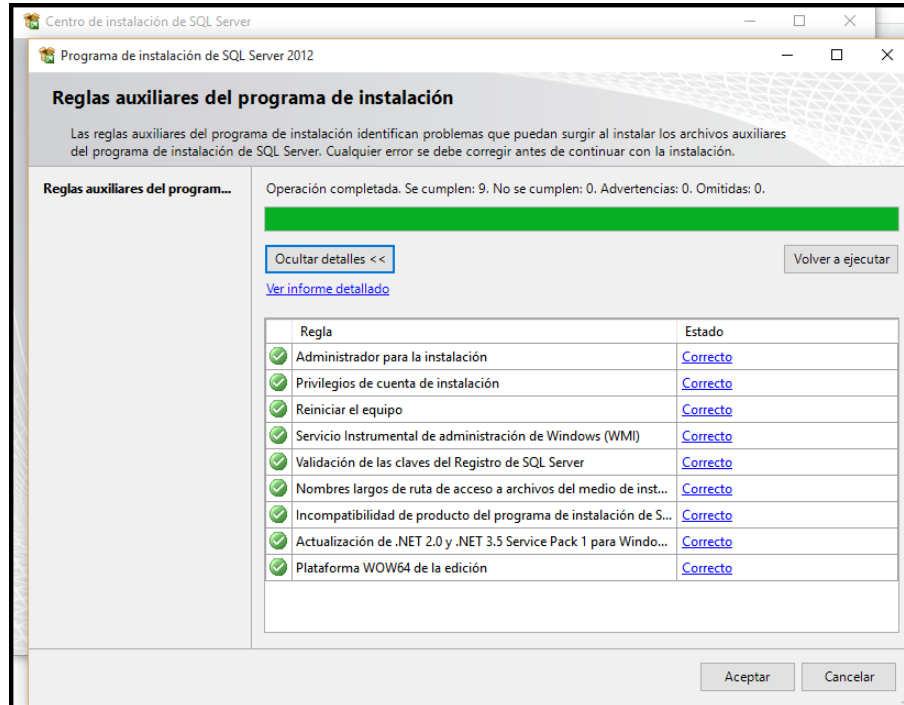 Centro de instalación de SQL Server
Programa de instalación de SQL Server 2012
Reglas auxiliares del programa de instalación
Las reglas auxiliares del programa de instalación identifican problemas que puedan surgir al instalar los archivos auxiliares
del programa de instalación de SQL Server. Cualquier error se debe corregir antes de continuar con la instalación.
Reglas auxiliares del program...
Operación completada. Se cumplen: 9. No se cumplen: 0. Advertencias: 0. Omitidas: 0.
Ocultar detalles << Volver a ejecutar
Ver informe detallado
Regla Estado
Administrador para la instalación Correcto
Privilegios de cuenta de instalación Correcto
Reiniciar el equipo Correcto
Servicio Instrumental de administración de Windows (WMI) Correcto
Validación de las claves del Registro de SQL Server Correcto
Nombres largos de ruta de acceso a archivos del medio de inst... Correcto
Incompatibilidad de producto del programa de instalación de S... Correcto
Actualización de .NET 2.0 y .NET 3.5 Service Pack 1 para Windo... Correcto
Plataforma WOW64 de la edición Correcto
Aceptar Cancelar